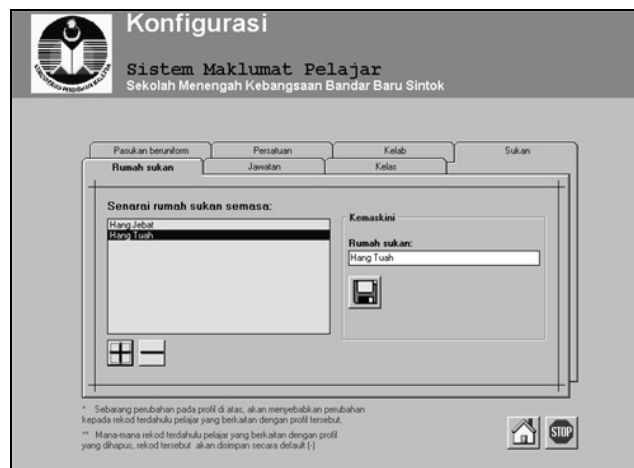 Konfigurasi
Sistem Maklumat Pelajar
Sekolah Menengah Kebangsaan Bandar Baru Sintok
Pasukan beruniform
Persatuan
Kelab
Sukan
Rumah sukan
Jawatan
Kelas
Senarai rumah sukan semasa:
Hang Jebat
Hang Tuah
Kemaskini
Rumah sukan:
Hang Tuah
* Sebarang perubahan pada profil di atas, akan menyebabkan perubahan
kepada rekod terdahulu pelajar yang berkaitan dengan profil tersebut.
** Mana-mana rekod terdahulu pelajar yang berkaitan dengan profil
yang dihapus, rekod tersebut akan disimpan secara default (-)
STOP